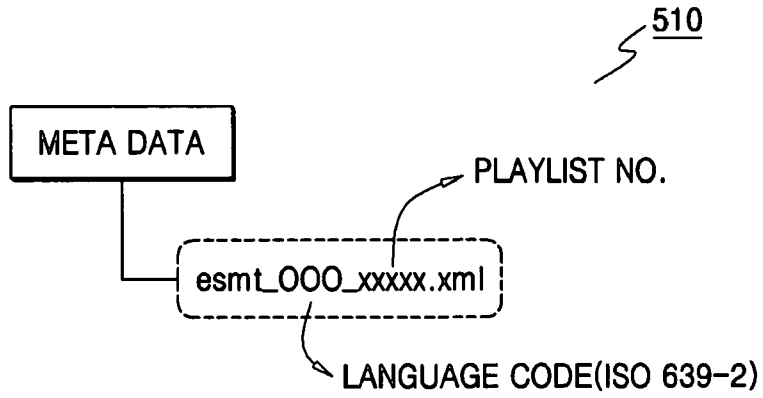 510
META DATA
PLAYLIST NO.
esmt_OOO_xxxxx.xml
LANGUAGE CODE(ISO 639-2)